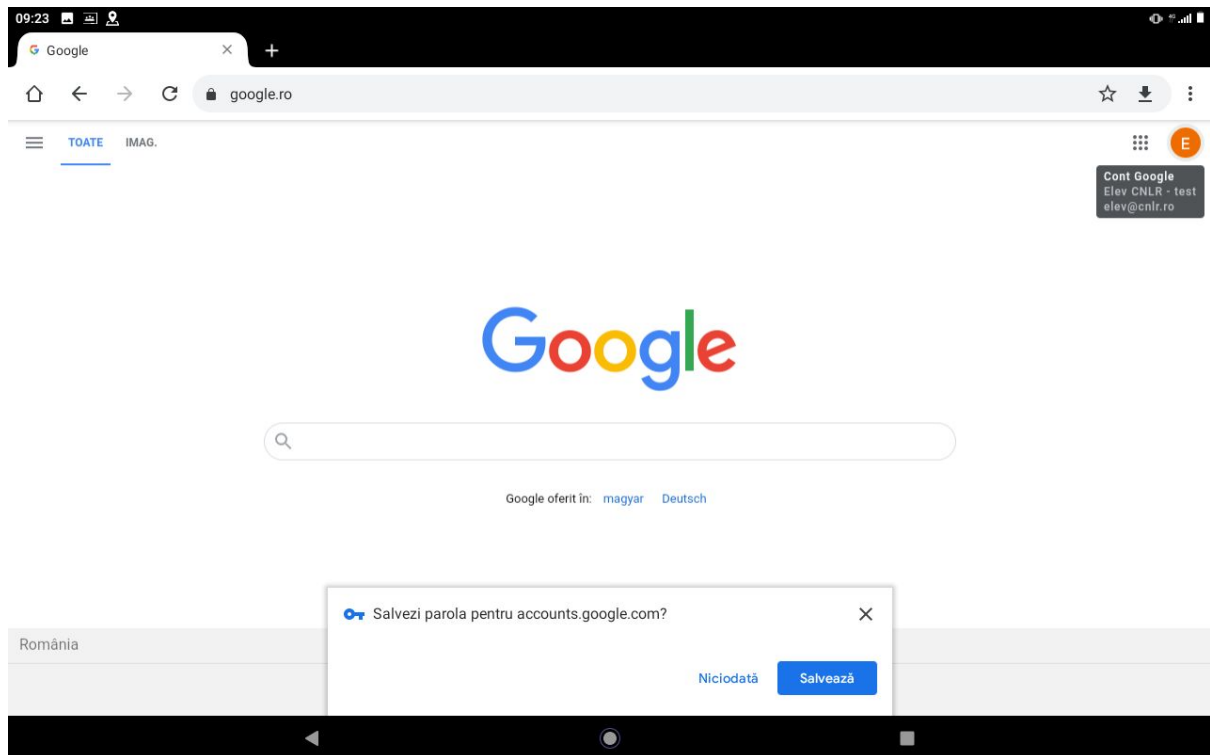 09:23
Google
google.ro
TOATE IMAG.
E
Cont Google
Elev CNLR - test
elev@cnlr.ro
Google
Google oferit în: magyar Deutsch
Salvezi parola pentru accounts.google.com?
România
Niciodată Salvează